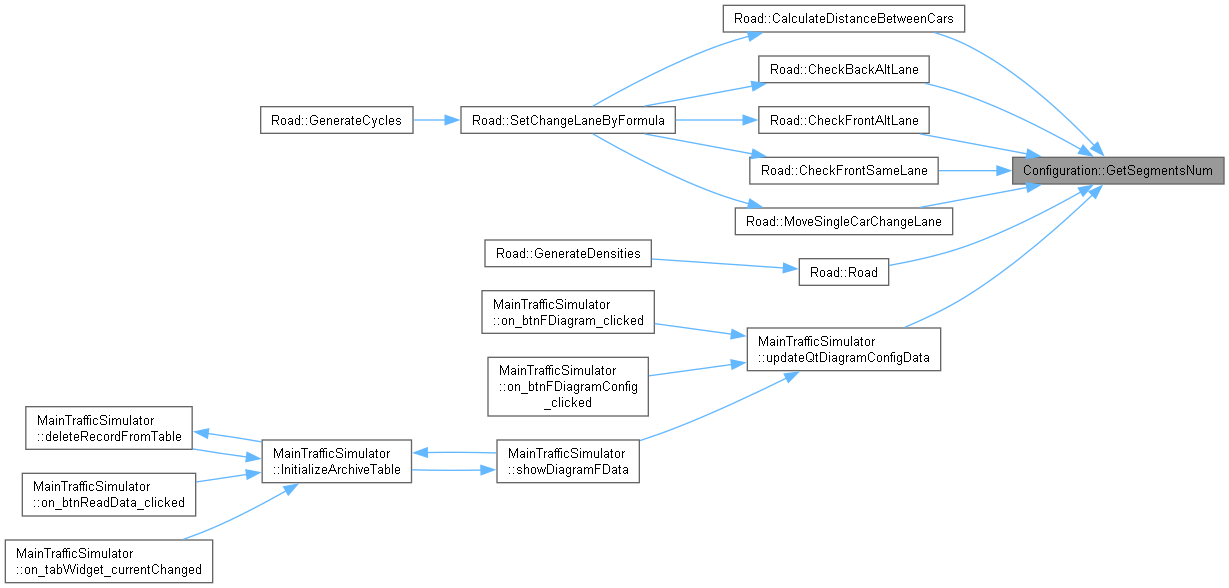 Road::CalculateDistanceBetweenCars
Road::CheckBackAltLane
Road::GenerateCycles
Road::SetChangeLaneByFormula
Road::CheckFrontAltLane
Road::CheckFrontSameLane
Configuration::GetSegmentsNum
Road::MoveSingleCarChangeLane
Road::GenerateDensities
Road::Road
MainTrafficSimulator
::on_btnFDiagram_clicked
MainTrafficSimulator
::updateQtDiagramConfigData
MainTrafficSimulator
::on_btnFDiagramConfig
_clicked
MainTrafficSimulator
::deleteRecordFromTable
MainTrafficSimulator
::InitializeArchiveTable
MainTrafficSimulator
::showDiagramFData
MainTrafficSimulator
::on_btnReadData_clicked
MainTrafficSimulator
::on_tabWidget_currentChanged